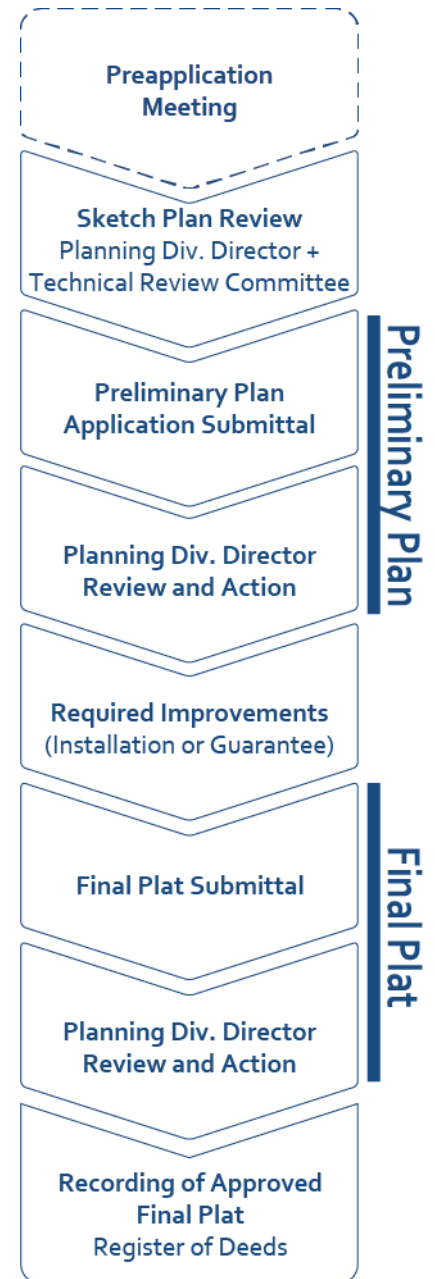 Preapplication
Meeting
Sketch Plan Review
Planning Div. Director +
Technical Review Committee
Preliminary Plan
Application Submittal
Planning Div. Director
Review and Action
Preliminary Plan
Required Improvements
(Installation or Guarantee)
Final Plat Submittal
Planning Div. Director
Review and Action
Final Plat
Recording of Approved
Final Plat
Register of Deeds